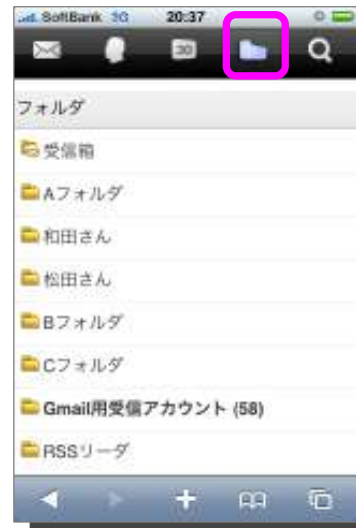 SoftBank 3G 20:37
30
フォルダ
受信箱
Aフォルダ
和田さん
松田さん
Bフォルダ
Cフォルダ
Gmail用受信アカウント (58)
RSSリーダ